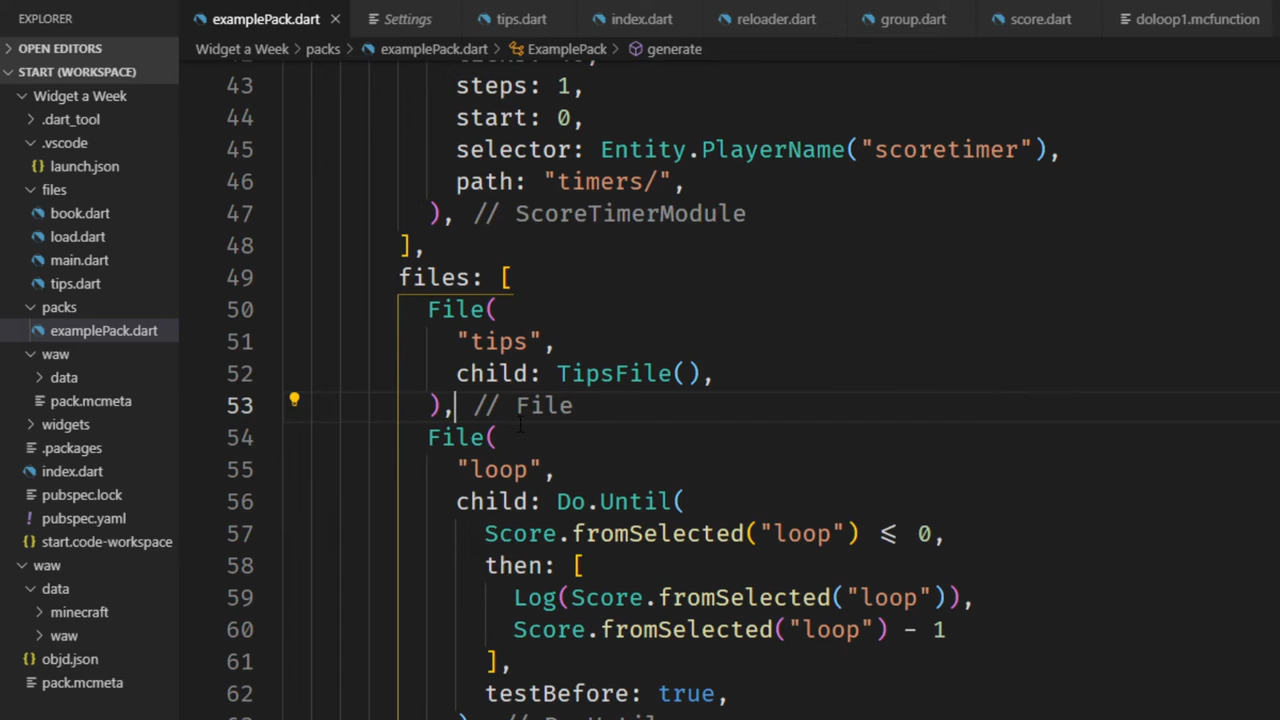 EXPLORER
examplePack.dart ×
Settings
tips.dart
index.dart
reloader.dart
group.dart
score.dart
doloop1.mcfunction
OPEN EDITORS
START (WORKSPACE)
Widget a Week
.dart_tool
.vscode
launch.json
files
book.dart
load.dart
main.dart
tips.dart
packs
examplePack.dart
waw
data
pack.mcmeta
widgets
.packages
index.dart
pubspec.lock
pubspec.yaml
start.code-workspace
waw
data
minecraft
waw
objd.json
pack.mcmeta
Widget a Week > packs > examplePack.dart > ExamplePack > generate
43 steps: 1,
44 start: 0,
45 selector: Entity.PlayerName("scoretimer"),
46 path: "timers/",
47 ), // ScoreTimerModule
48 ],
49 files: [
50 File(
51 "tips",
52 child: TipsFile(),
53 ), // File
54 File(
55 "loop",
56 child: Do.Until(
57 Score.fromSelected("loop") ≤ 0,
58 then: [
59 Log(Score.fromSelected("loop")),
60 Score.fromSelected("loop") - 1
61 ],
62 testBefore: true,